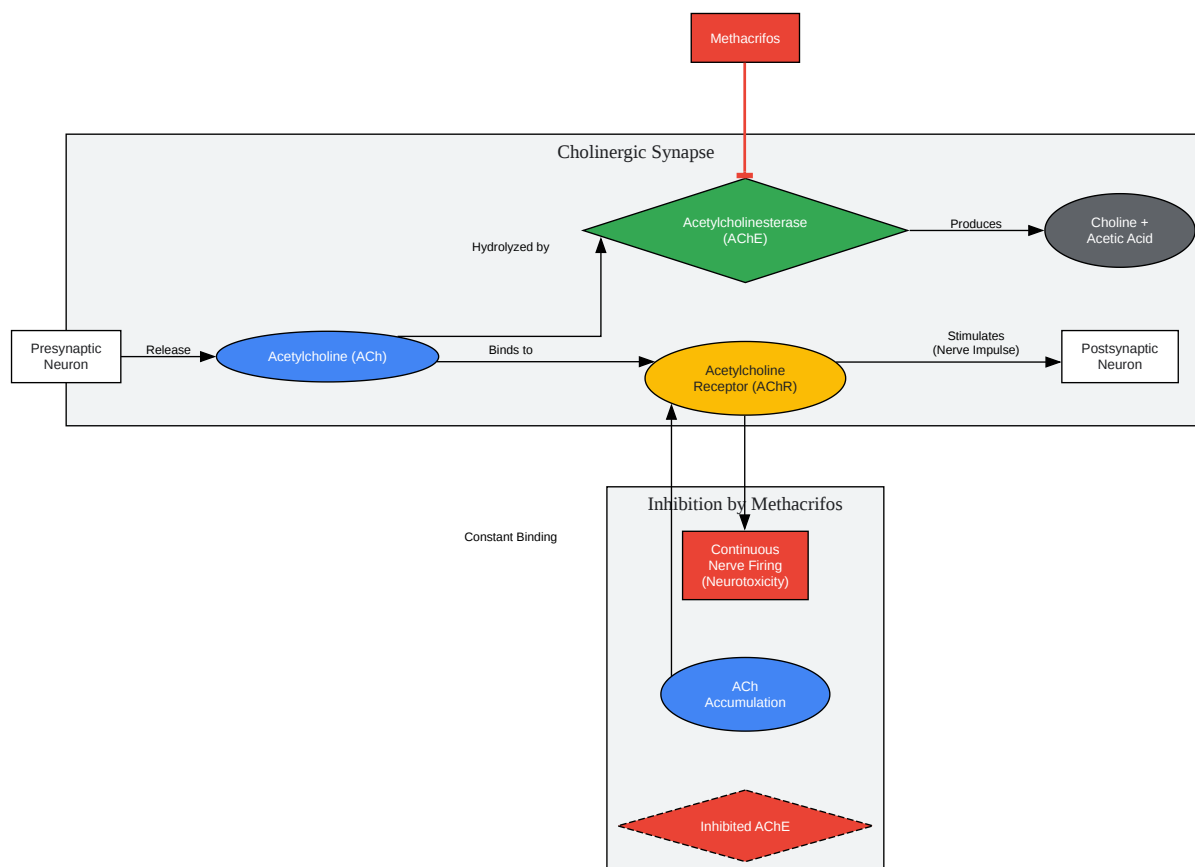 Methacrifos
Cholinergic Synapse
Acetylcholinesterase
(AChE)
Produces
Choline +
Acetic Acid
Hydrolyzed by
Presynaptic
Neuron
Release
Acetylcholine (ACh)
Binds to
Acetylcholine
Receptor (AChR)
Stimulates
(Nerve Impulse)
Postsynaptic
Neuron
Inhibition by Methacrifos
Constant Binding
Continuous
Nerve Firing
(Neurotoxicity)
ACh
Accumulation
Inhibited AChE